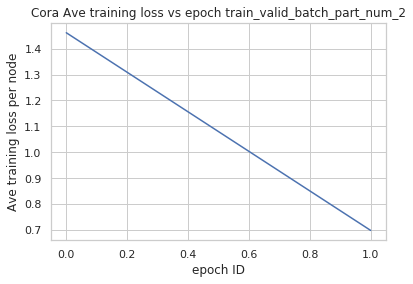 Cora Ave training loss vs epoch train_valid_batch_part_num_2
Ave training loss per node
1.4
1.3
1.2
1.1
1.0
0.9
0.8
0.7
0.0 0.2 0.4 0.6 0.8 1.0
epoch ID